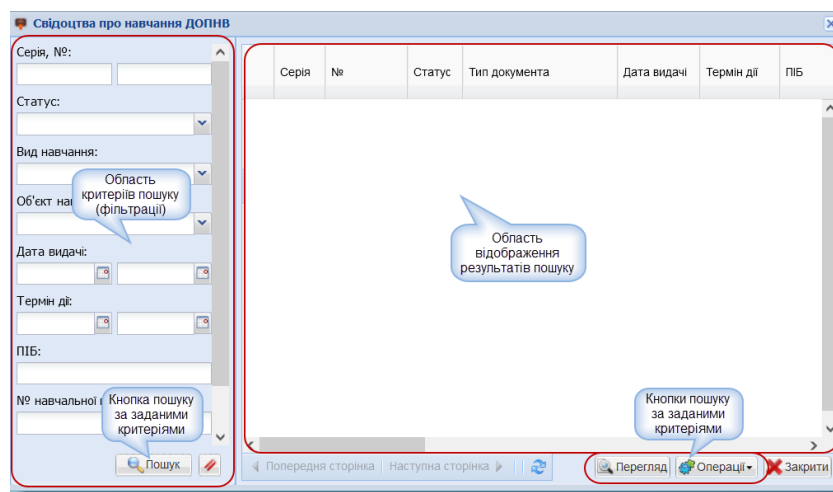 Свідоцтва про навчання ДОПНВ
Серія, №:
Статус:
Вид навчання:
Об'єкт на
Дата видачі:
Термін дії:
ПІБ:
№ навчальної
Пошук
Область
критеріїв пошуку
(фільтрації)
Кнопка пошуку
за заданими
критеріями
Серія № Статус Тип документа Дата видачі Термін дії ПІБ
Область
відображення
результатів пошуку
Кнопки пошуку
за заданими
критеріями
Попередня сторінка Наступна сторінка Перегляд Операції Закрити